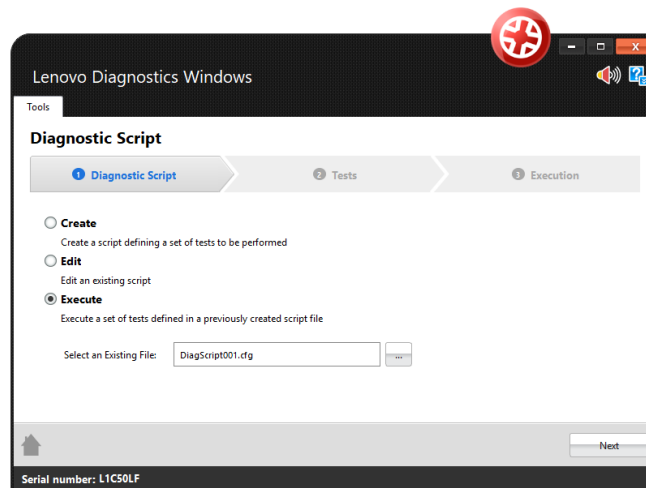 Lenovo Diagnostics Windows
Tools
Diagnostic Script
1 Diagnostic Script
2 Tests
3 Execution
Create
Create a script defining a set of tests to be performed
Edit
Edit an existing script
Execute
Execute a set of tests defined in a previously created script file
Select an Existing File: DiagScript001.cfg ...
Next
Serial number: L1C50LF